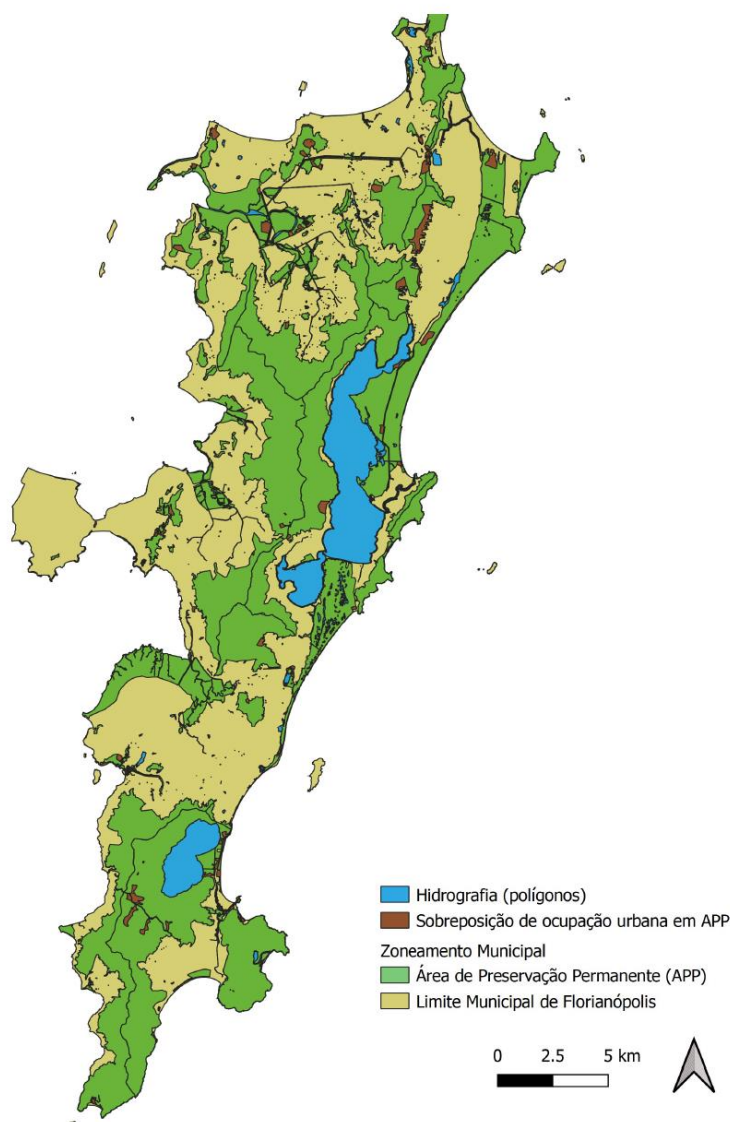 Hidrografia (polígonos)
Sobreposição de ocupação urbana em APP
Zoneamento Municipal
Área de Preservação Permanente (APP)
Limite Municipal de Florianópolis
0 2.5 5 km